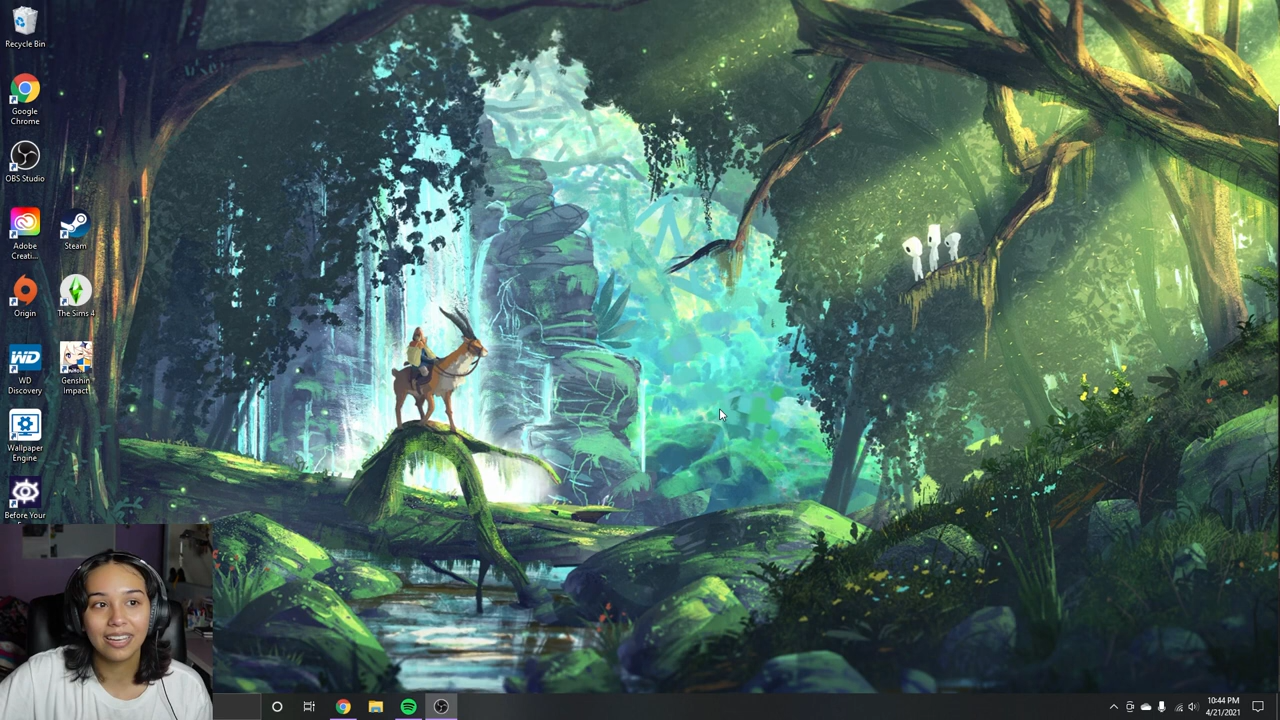 Recycle Bin
Google
Chrome
OBS Studio
Adobe
Creati...
Steam
Origin
The Sims 4
WD
WD
Discovery
Genshin
Impact
Wallpaper
Engine
Before Your
10:44 PM
4/21/2021